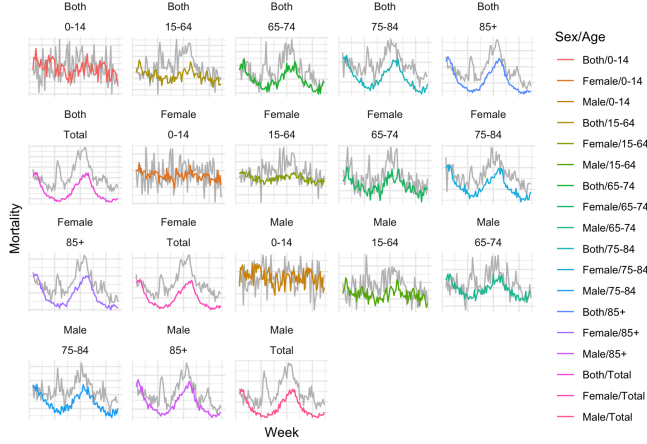 Both Both Both Both Both
0-14 15-64 65-74 75-84 85+
Both Female Female Female Female
Total 0-14 15-64 65-74 75-84
Female Female Male Male Male
85+ Total 0-14 15-64 65-74
Male Male Male
75-84 85+ Total
Mortality
Week
Sex/Age
Both/0-14
Female/0-14
Male/0-14
Both/15-64
Female/15-64
Male/15-64
Both/65-74
Female/65-74
Male/65-74
Both/75-84
Female/75-84
Male/75-84
Both/85+
Female/85+
Male/85+
Both/Total
Female/Total
Male/Total